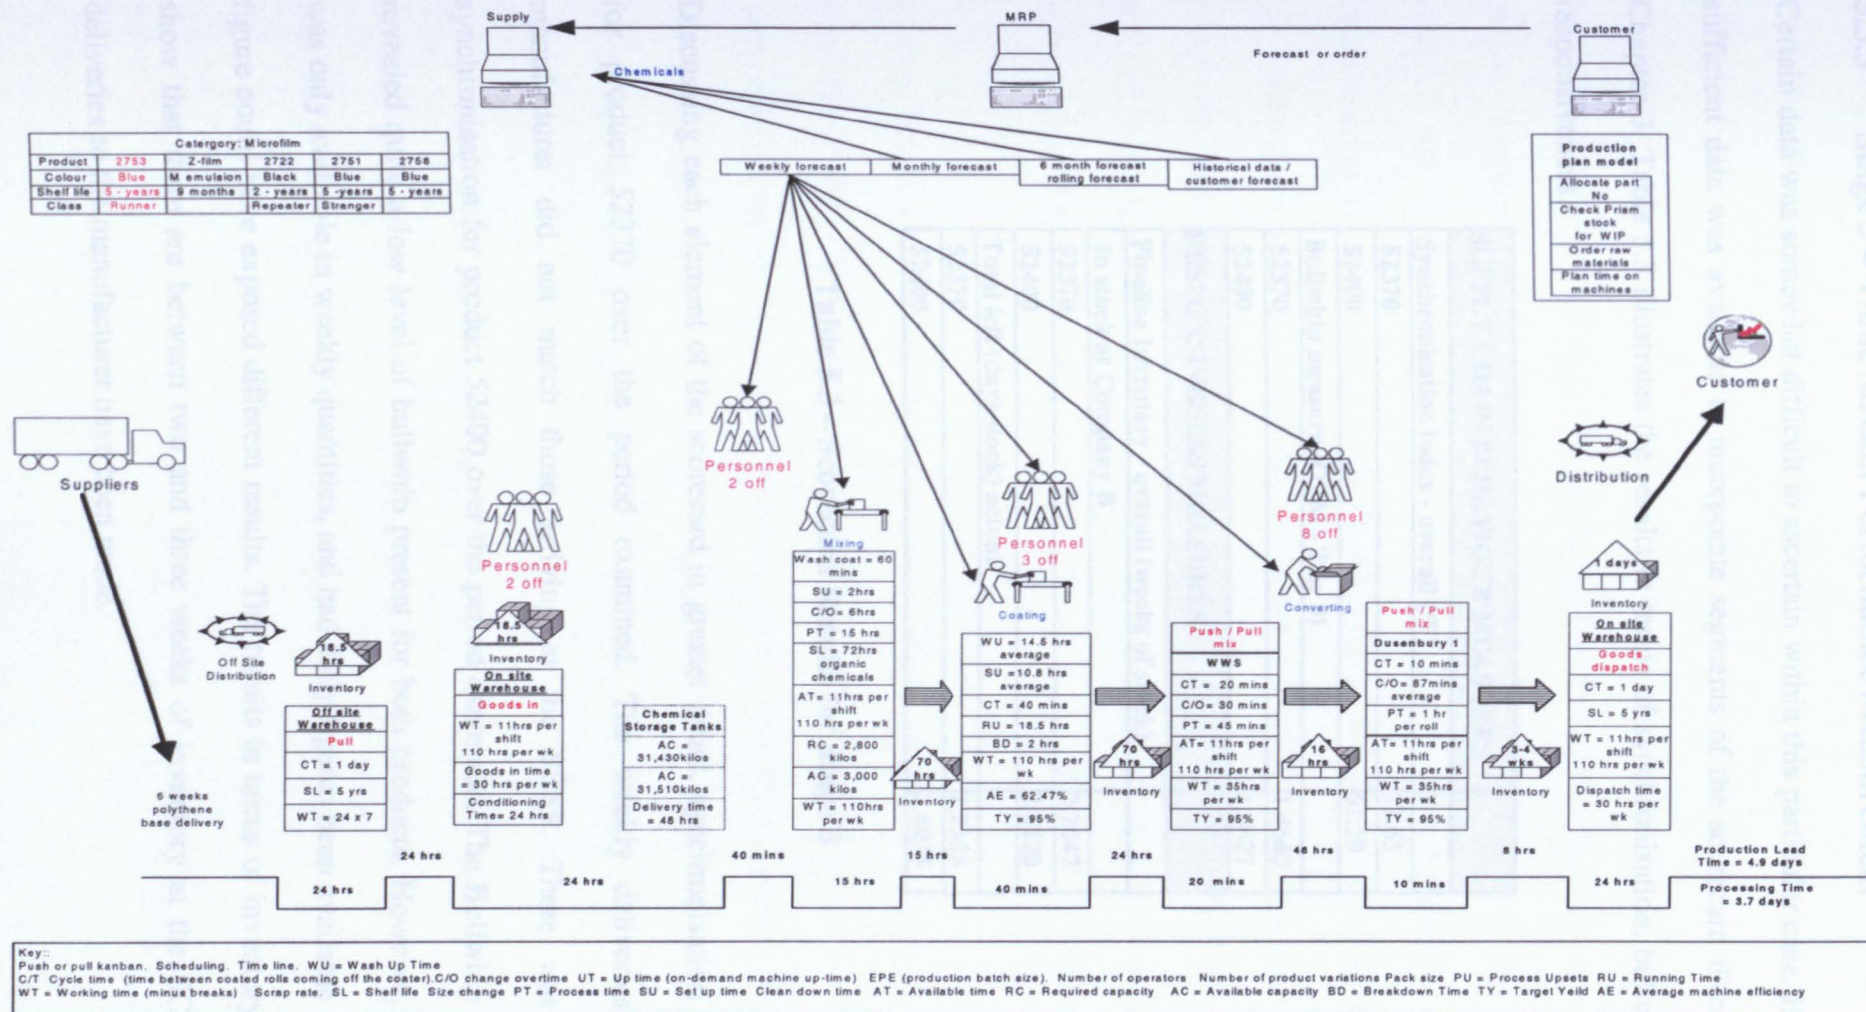 Supply
MRP
Customer
Forecast or order
Chemicals
Catergory: Microfilm
Product 2753 Z-film 2722 2751 2758
Colour Blue M emulsion Black Blue Blue
Shelf life 5 - years 9 months 2 - years 5 -years 5 - years
Class Runner Repeater Stranger
Weekly forecast
Monthly forecast
6 month forecast
rolling forecast
Historical data /
customer forecast
Production
plan model
Allocate part
No
Check Prism
stock
for WIP
Order raw
materials
Plan time on
machines
Customer
Distribution
Suppliers
Personnel
2 off
Personnel
2 off
Personnel
3 off
Personnel
8 off
Mixing
Coating
Converting
Off Site
Distribution
6 weeks
polythene
base delivery
18.5
hrs
Inventory
Off site
Warehouse
Pull
CT = 1 day
SL = 5 yrs
WT = 24 x 7
18.5
hrs
Inventory
On site
Warehouse
Goods in
WT = 11hrs per
shift
110 hrs per wk
Goods in time
= 30 hrs per wk
Conditioning
Time= 24 hrs
Chemical
Storage Tanks
AC =
31,430kilos
AC =
31,510kilos
Delivery time
= 48 hrs
Wash coat = 60
mins
SU = 2hrs
C/O= 6hrs
PT = 15 hrs
SL = 72hrs
organic
chemicals
AT= 11hrs per
shift
110 hrs per wk
RC = 2,800
kilos
AC = 3,000
kilos
WT = 110hrs
per wk
70
hrs
Inventory
WU = 14.5 hrs
average
SU =10.8 hrs
average
CT = 40 mins
RU = 18.5 hrs
BD = 2 hrs
WT = 110 hrs per
wk
AE = 62.47%
TY = 95%
70
hrs
Inventory
Push / Pull
mix
WWS
CT = 20 mins
C/O= 30 mins
PT = 45 mins
AT= 11hrs per
shift
110 hrs per wk
WT = 35hrs
per wk
TY = 95%
16
hrs
Inventory
Push / Pull
mix
Dusenbury 1
CT = 10 mins
C/O= 87mins
average
PT = 1 hr
per roll
AT= 11hrs per
shift
110 hrs per wk
WT = 35hrs
per wk
TY = 95%
3-4
wks
Inventory
1 days
Inventory
On site
Warehouse
Goods
dispatch
CT = 1 day
SL = 5 yrs
WT = 11hrs per
shift
110 hrs per wk
Dispatch time
= 30 hrs per
wk
24 hrs
40 mins
15 hrs
24 hrs
48 hrs
8 hrs
Production Lead
Time = 4.9 days
24 hrs
24 hrs
15 hrs
40 mins
20 mins
10 mins
24 hrs
Processing Time
= 3.7 days
Key::
Push or pull kanban. Scheduling. Time line. WU = Wash Up Time
C/T Cycle time (time between coated rolls coming off the coater).C/O change overtime UT = Up time (on-demand machine up-time) EPE (production batch size). Number of operators Number of product variations Pack size PU = Process Upsets RU = Running Time
WT = Working time (minus breaks) Scrap rate. SL = Shelf life Size change PT = Process time SU = Set up time Clean down time AT = Available time RC = Required capacity AC = Available capacity BD = Breakdown Time TY = Target Yeild AE = Average machine efficiency